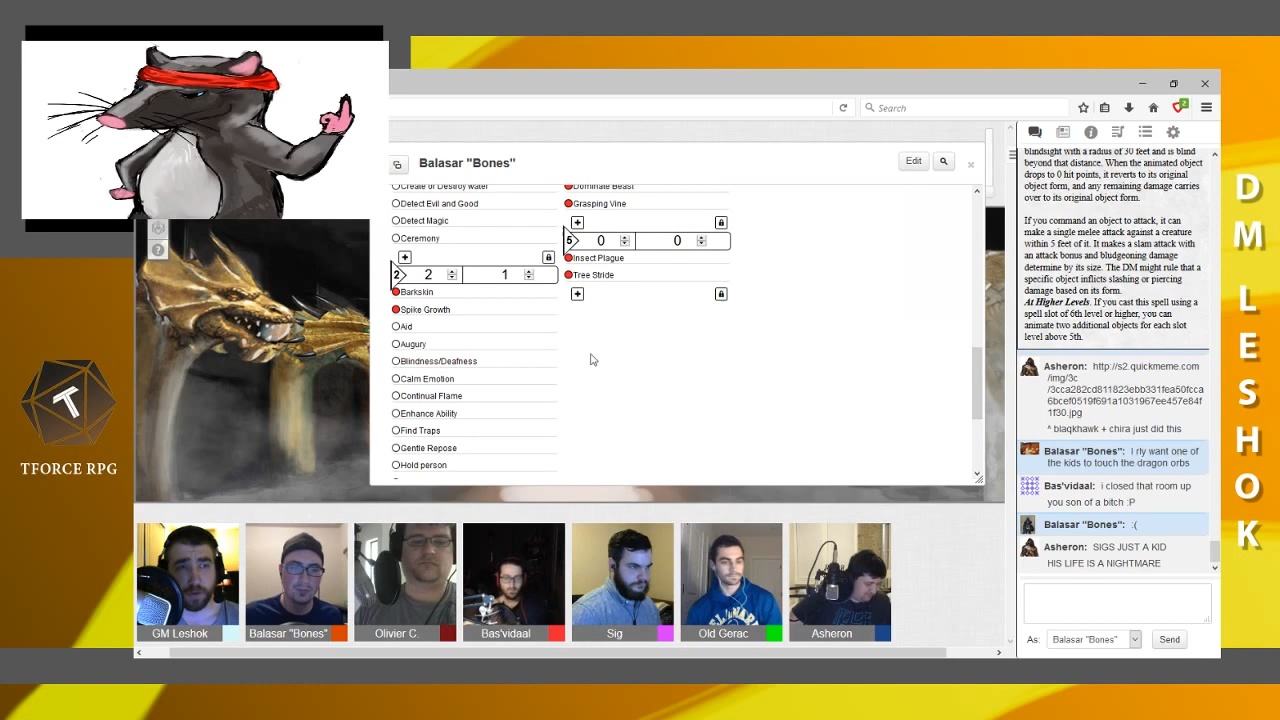 Search
2
Balasar "Bones"
Edit
Create or Destroy Water
Detect Evil and Good
Detect Magic
Ceremony
2 2 1
Barkskin
Spike Growth
Aid
Augury
Blindness/Deafness
Calm Emotion
Continual Flame
Enhance Ability
Find Traps
Gentle Repose
Hold person
Dominate Beast
Grasping Vine
5 0 0
Insect Plague
Tree Stride
blindsight with a radius of 30 feet and is blind
beyond that distance. When the animated object
drops to 0 hit points, it reverts to its original
object form, and any remaining damage carries
over to its original object form.
If you command an object to attack, it can
make a single melee attack against a creature
within 5 feet of it. It makes a slam attack with
an attack bonus and bludgeoning damage
determine by its size. The DM might rule that a
specific object inflicts slashing or piercing
damage based on its form.
At Higher Levels. If you cast this spell using a
spell slot of 6th level or higher, you can
animate two additional objects for each slot
level above 5th.
Asheron: http://s2.quickmeme.com
/img/3c
/3cca282cd811823ebb331fea50fcca
6bcef0519f691a1031967ee457e84f
1f30.jpg
^ blaqkhawk + chira just did this
Balasar "Bones": I rly want one of
the kids to touch the dragon orbs
Bas'vidaal: i closed that room up
you son of a bitch :P
Balasar "Bones": :(
Asheron: SIGS JUST A KID
HIS LIFE IS A NIGHTMARE
As: Balasar "Bones" Send
T
TFORCE RPG
GM Leshok
Balasar "Bones"
Olivier C.
Bas'vidaal
Sig
Old Gerac
Asheron
DM LESHOK